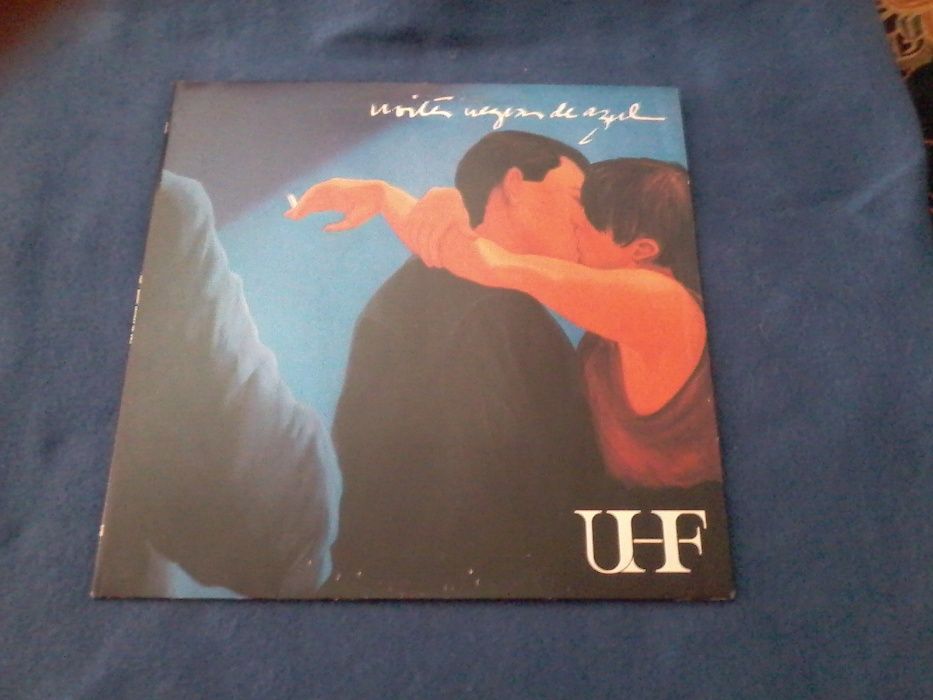 noites negras de azul
UHF